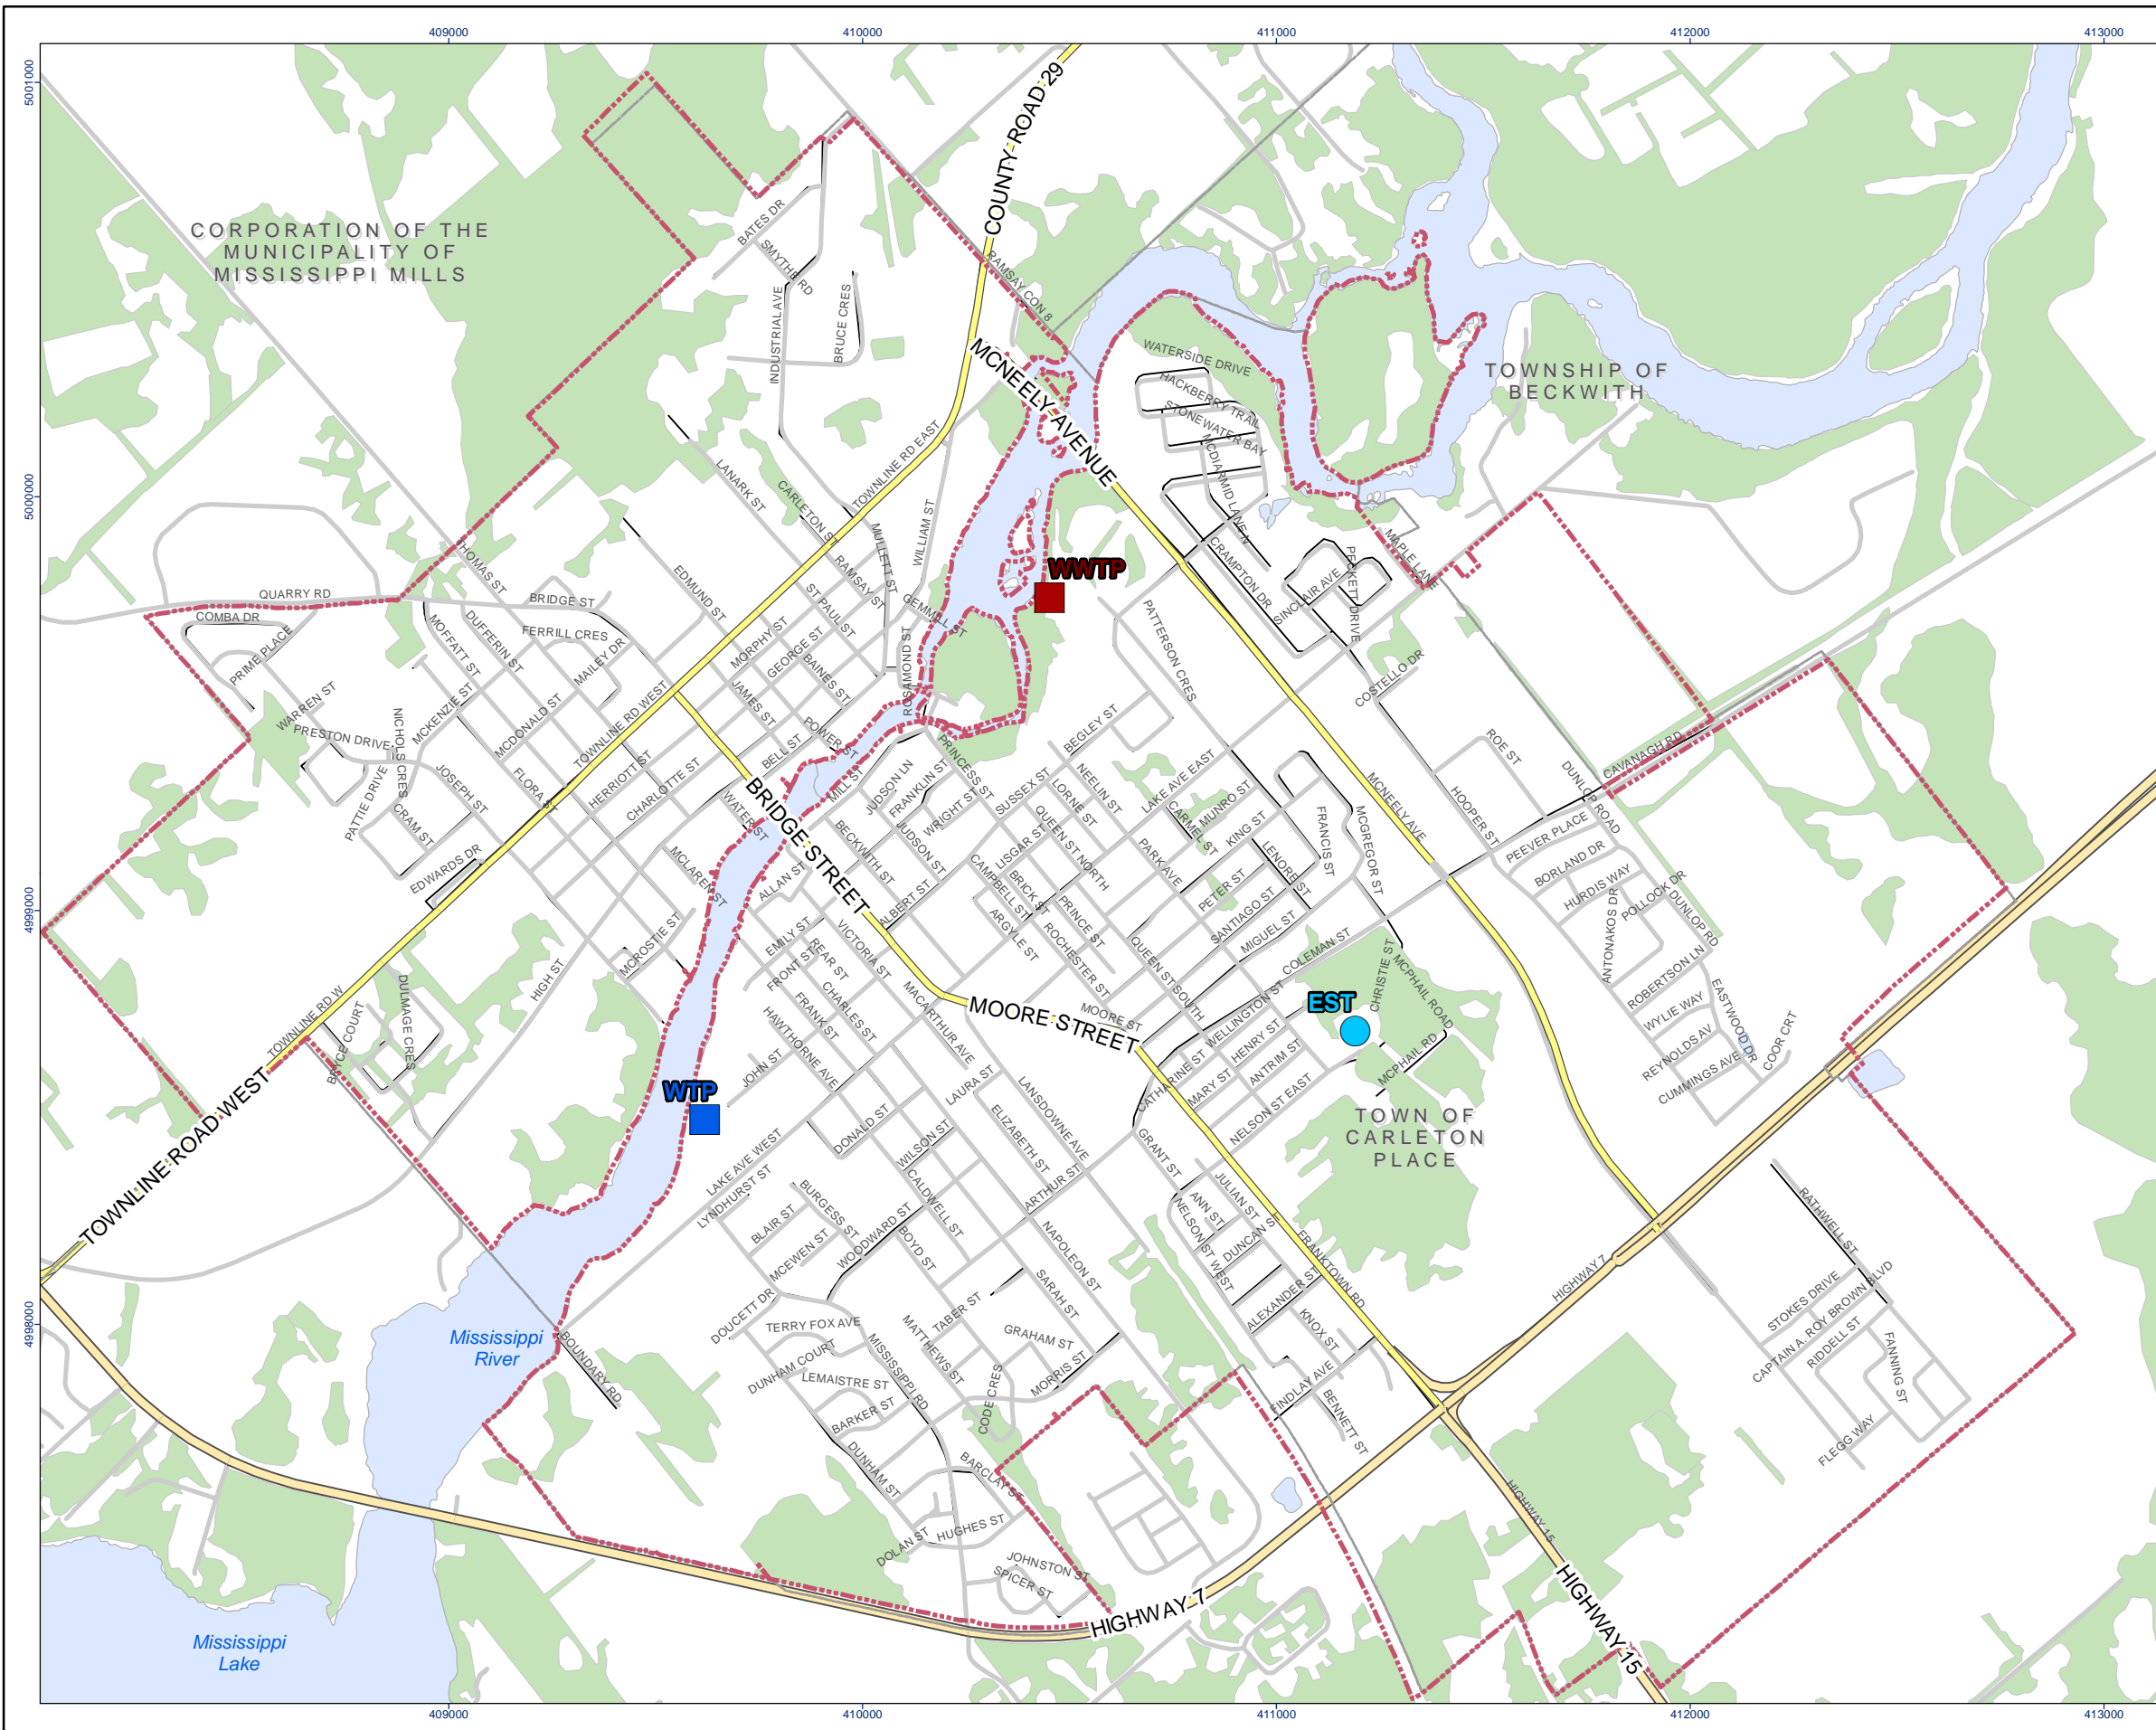 409000
410000
411000
412000
413000
5001000
5000000
4999000
4998000
CORPORATION OF THE
MUNICIPALITY OF
MISSISSIPPI MILLS
COUNTY ROAD 29
RAMSAY CON 8
BATES DR
SMYTHE RD
INDUSTRIAL AVE
BRUCE CRES
MCNEELY AVENUE
WATERSIDE DRIVE
HACKBERRY TRAIL
STONEWATER BAY
MCDIARMID LANE N
TOWNSHIP OF
BECKWITH
LANARK ST
CARLETON ST
TOWNLINE RD EAST
MULLETT ST
WILLIAM ST
RAMSAY ST
ST PAUL ST
GEMMILL ST
ROSAMOND ST
WWTP
CRAMPTON DR
SINCLAIR AVE
PECKETT DRIVE
MAPLE LANE
PATTERSON CRES
COSTELLO DR
QUARRY RD
COMBA DR
PRIME PLACE
THOMAS ST
BRIDGE ST
FERRILL CRES
MAILEY DR
MOFFATT ST
DUFFERIN ST
EDMUND ST
MORPHY ST
GEORGE ST
BAINES ST
JAMES ST
WARREN ST
PRESTON DRIVE
NICHOLS CRES
MCKENZIE ST
MCDONALD ST
TOWNLINE RD WEST
HERRIOTT ST
CHARLOTTE ST
BELL ST
POWER ST
MILL ST
PATTIE DRIVE
CRAM ST
JOSEPH ST
FLORA ST
EDWARDS DR
WATER ST
BRIDGE STREET
JUDSON LN
FRANKLIN ST
PRINCESS ST
WRIGHT ST
SUSSEX ST
BEGLEY ST
NEELIN ST
LORNE ST
LAKE AVE EAST
CARMEL ST
MUNRO ST
KING ST
LENORE ST
FRANCIS ST
MCGREGOR ST
MCNEELY AVE
HOOPER ST
ROE ST
DUNLOP ROAD
CAVANAGH RD
PEEVER PLACE
BORLAND DR
HURDIS WAY
POLLOCK DR
DUNLOP RD
ANTONAKOS DR
ROBERTSON LN
WYLIE WAY
EASTWOOD DR
REYNOLDS AV
CUMMINGS AVE
COOR CRT
MCLAREN ST
MCROSTIE ST
HIGH ST
ALLAN ST
BECKWITH ST
JUDSON ST
ALBERT ST
CAMPBELL ST
LISGAR ST
QUEEN ST NORTH
BRICK ST
ARGYLE ST
PRINCE ST
ROCHESTER ST
PARK AVE
PETER ST
SANTIAGO ST
MIGUEL ST
COLEMAN ST
QUEEN ST SOUTH
EMILY ST
FRONT ST
REAR ST
VICTORIA ST
CHARLES ST
FRANK ST
HAWTHORNE AVE
JOHN ST
MACARTHUR AVE
MOORE STREET
MOORE ST
WELLINGTON ST
HENRY ST
ANTRIM ST
CATHARINE ST
MARY ST
NELSON ST EAST
EST
CHRISTIE ST
MCPHAIL ROAD
MCPHAIL RD
TOWN OF
CARLETON
PLACE
DULMAGE CRES
BRYCE COURT
TOWNLINE RD W
TOWNLINE ROAD WEST
WTP
LAKE AVE WEST
LYNDHURST ST
DONALD ST
WILSON ST
LAURA ST
LANSDOWNE AVE
ELIZABETH ST
ARTHUR ST
GRANT ST
BLAIR ST
BURGESS ST
MCEWEN ST
WOODWARD ST
CALDWELL ST
BOYD ST
NAPOLEON ST
SARAH ST
JULIAN ST
ANN ST
NELSON ST WEST
DUNCAN ST
FRANKTOWN RD
ALEXANDER ST
KNOX ST
FINDLAY AVE
BENNETT ST
HIGHWAY 7
RATHWELL ST
STOKES DRIVE
CAPTAIN A. ROY BROWN BLVD
RIDDELL ST
FANNING ST
FLEGG WAY
Mississippi
River
BOUNDARY RD
DOUCETT DR
TERRY FOX AVE
DUNHAM COURT
LEMAISTRE ST
BARKER ST
DUNHAM ST
MISSISSIPPI RD
MATTHEWS ST
TABER ST
GRAHAM ST
MORRIS ST
CODE CRES
BARCLAY ST
DOLAN ST
HUGHES ST
JOHNSTON ST
SPICER ST
HIGHWAY 7
HIGHWAY 15
HIGHWAY 15
Mississippi
Lake
409000
410000
411000
412000
413000